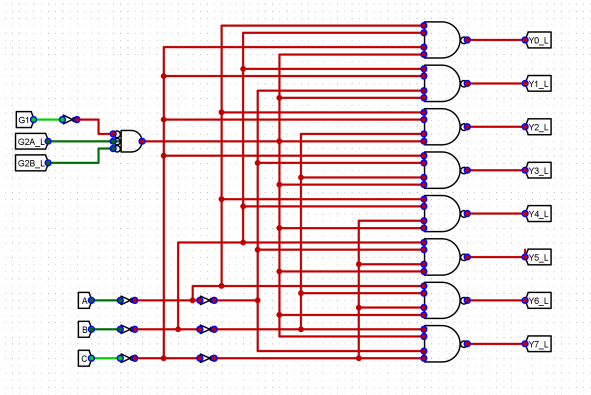 Y0_L
Y1_L
G1
Y2_L
G2A_L
G2B_L
Y3_L
Y4_L
Y5_L
A
Y6_L
B
Y7_L
C